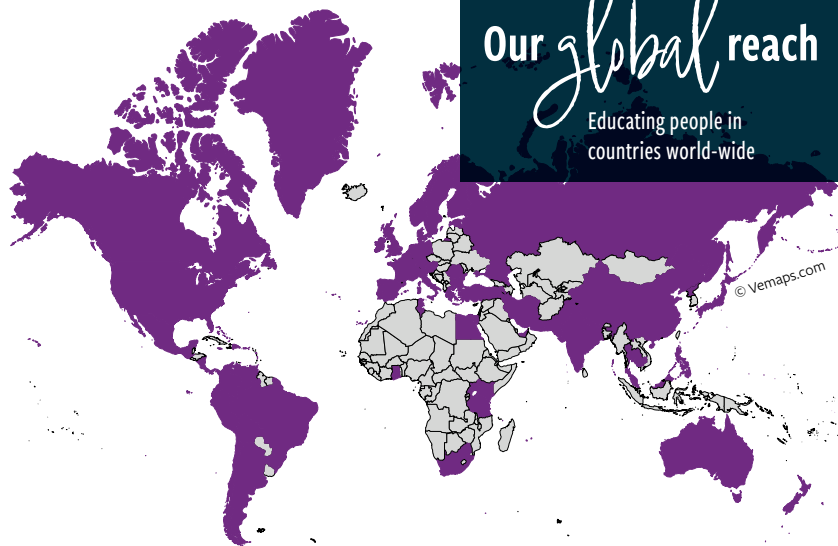 Our global reach
Educating people in
countries world-wide
© Vemaps.com